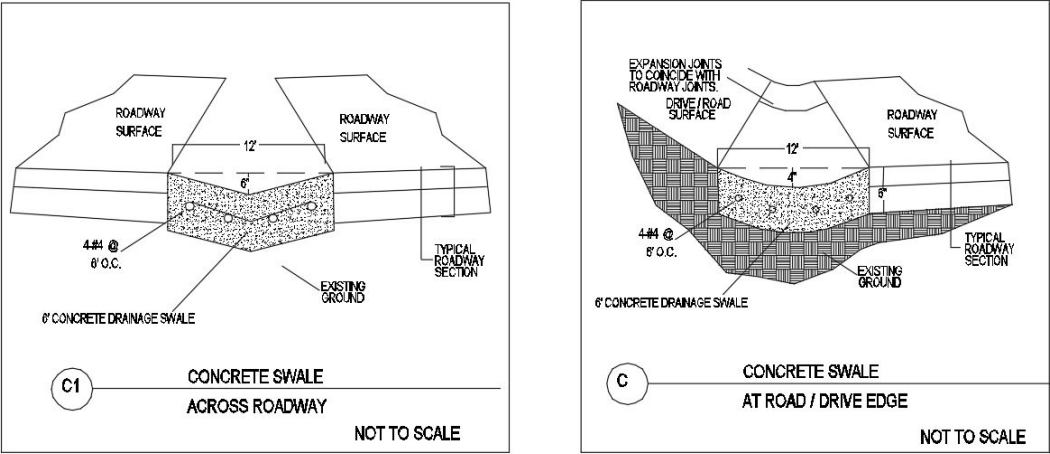 ROADWAY
SURFACE
ROADWAY
SURFACE
12'
6"
4-#4 @
6' O.C.
TYPICAL
ROADWAY
SECTION
EXISTING
GROUND
6' CONCRETE DRAINAGE SWALE
C1
CONCRETE SWALE
ACROSS ROADWAY
NOT TO SCALE
EXPANSION JOINTS
TO COINCIDE WITH
ROADWAY JOINTS.
DRIVE / ROAD
SURFACE
ROADWAY
SURFACE
12'
4"
6"
4-#4 @
6' O.C.
TYPICAL
ROADWAY
SECTION
EXISTING
GROUND
6' CONCRETE DRAINAGE SWALE
C
CONCRETE SWALE
AT ROAD / DRIVE EDGE
NOT TO SCALE